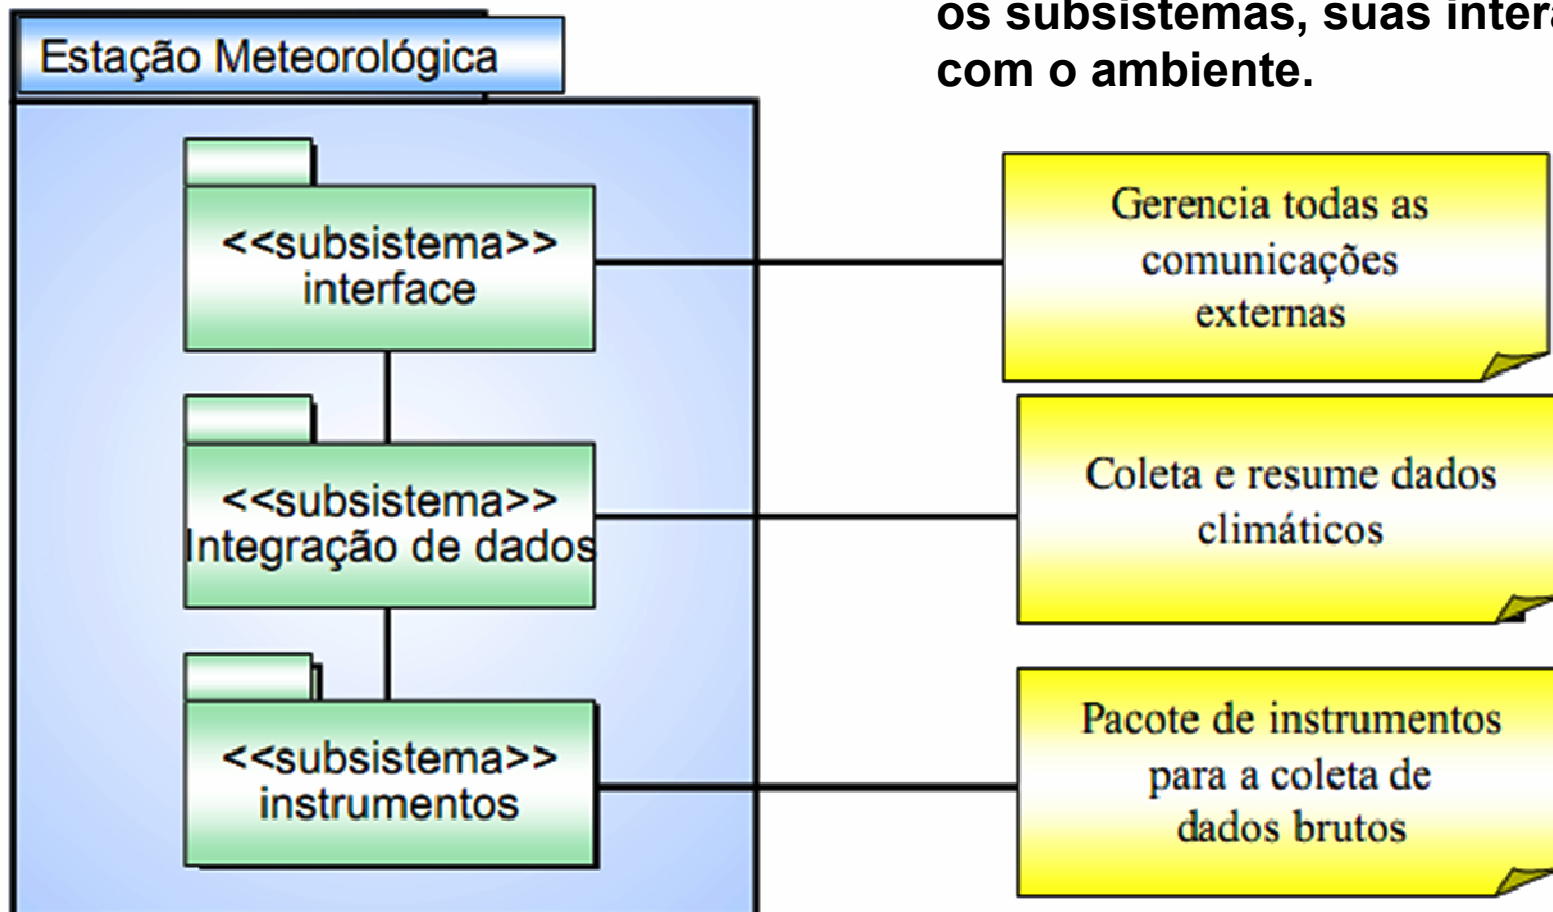 os subsistemas, suas
com o ambiente.
Estação Meteorológica
<<subsistema>>
interface
Gerencia todas as
comunicações
externas
<<subsistema>>
Integração de dados
Coleta e resume dados
climáticos
<<subsistema>>
instrumentos
Pacote de instrumentos
para a coleta de
dados brutos